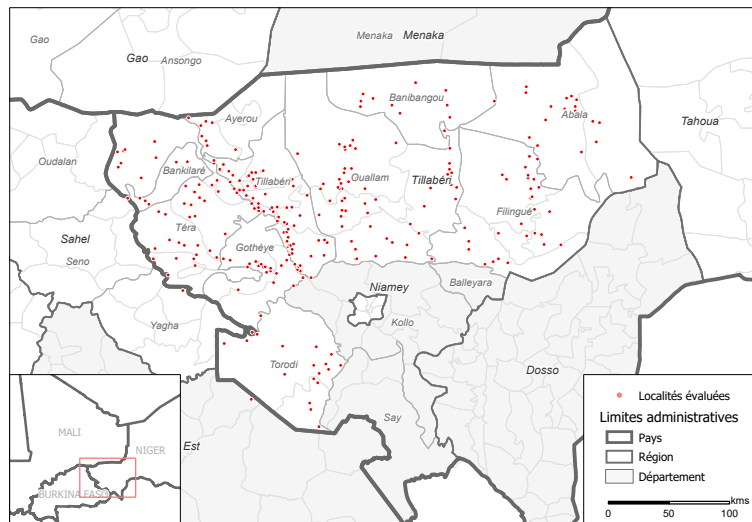 Menaka
Menaka
Gao
Gao
Ansongo
Banibangou
Ayerou
Abala
Tahoua
Oudalan
Bankilaré
Tillabéri
Ouallam
Tillabéri
Filingué
Téra
Sahel
Gothèye
Seno
Niamey
Balleyara
Yagha
Kollo
Torodi
Dosso
Say
Est
MALI
NIGER
BURKINA FASO
Localités évaluées
Limites administratives
Pays
Région
Département
kms
0 50 100